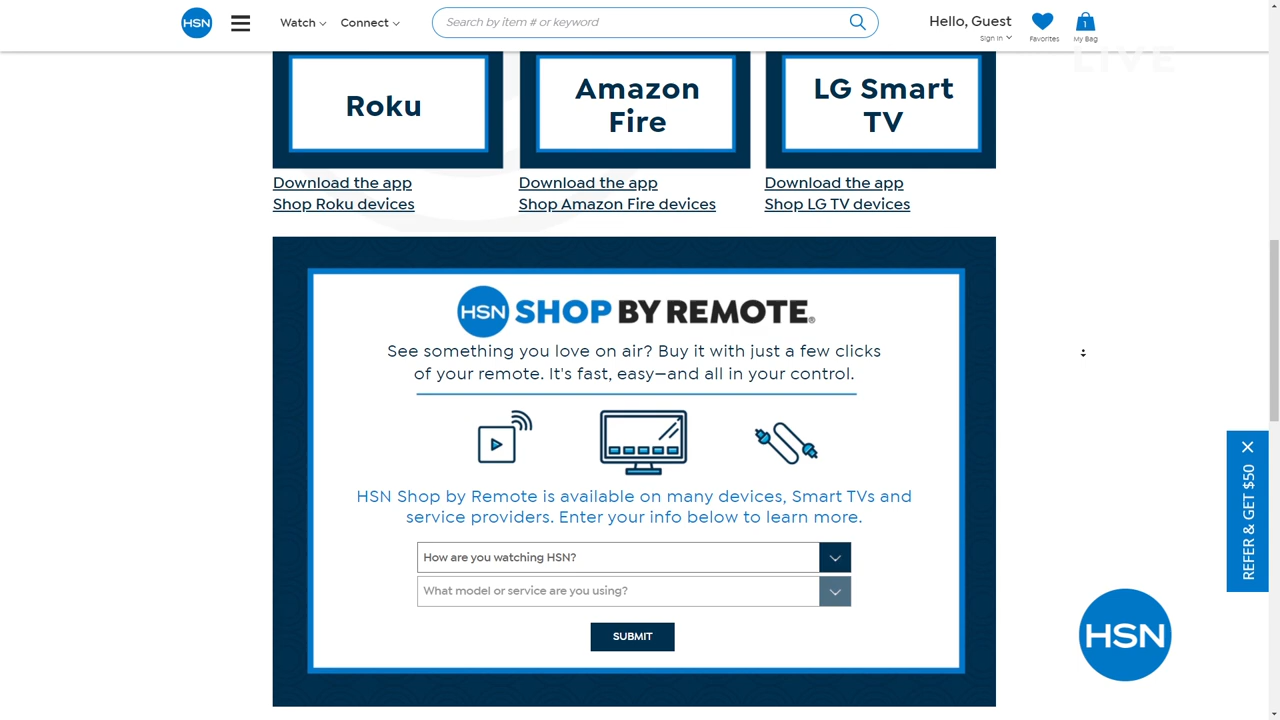 HSN
Watch
Connect
Search by item # or keyword
Hello, Guest
Sign In
Favorites
1
My Bag
LIVE
Roku
Amazon
Fire
LG Smart
TV
Download the app
Shop Roku devices
Download the app
Shop Amazon Fire devices
Download the app
Shop LG TV devices
HSN SHOP BY REMOTE®
See something you love on air? Buy it with just a few clicks
of your remote. It's fast, easy—and all in your control.
HSN Shop by Remote is available on many devices, Smart TVs and
service providers. Enter your info below to learn more.
How are you watching HSN?
What model or service are you using?
SUBMIT
REFER & GET $50
HSN